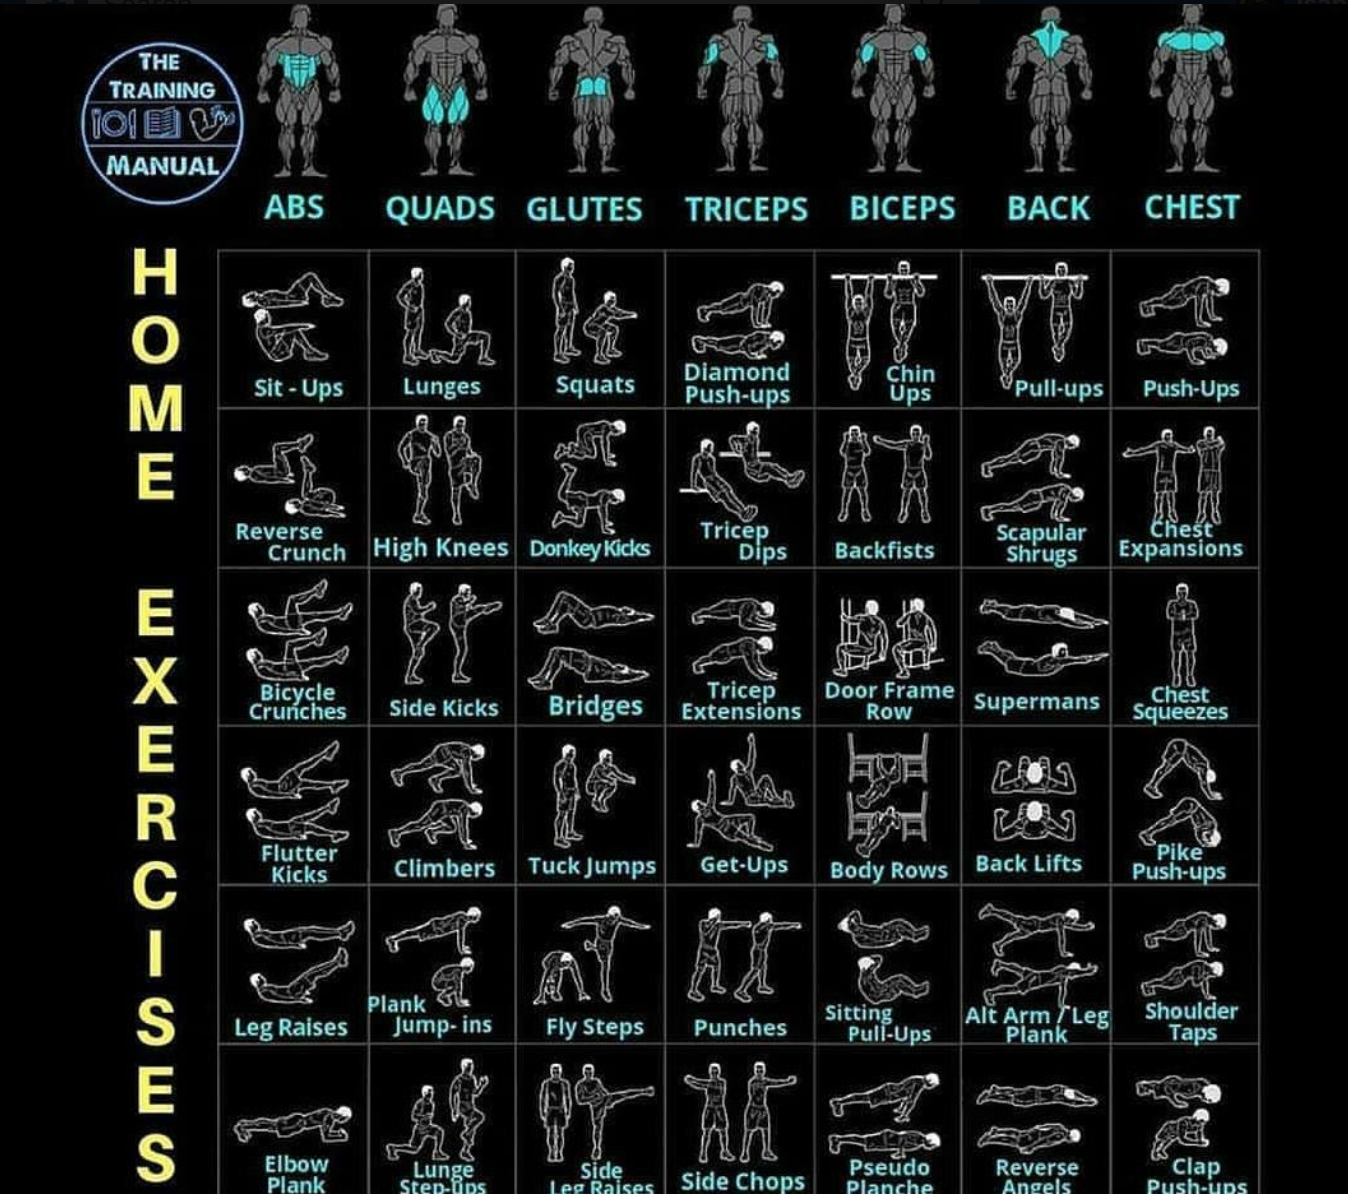 THE
TRAINING
MANUAL
ABS QUADS GLUTES TRICEPS BICEPS BACK CHEST
HOME
EXERCISES
Sit - Ups
Lunges
Squats
Diamond
Push-ups
Chin
Ups
Pull-ups
Push-Ups
Reverse
Crunch
High Knees
Donkey Kicks
Tricep
Dips
Backfists
Scapular
Shrugs
Chest
Expansions
Bicycle
Crunches
Side Kicks
Bridges
Tricep
Extensions
Door Frame
Row
Supermans
Chest
Squeezes
Flutter
Kicks
Climbers
Tuck Jumps
Get-Ups
Body Rows
Back Lifts
Pike
Push-ups
Leg Raises
Plank
Jump- ins
Fly Steps
Punches
Sitting
Pull-Ups
Alt Arm / Leg
Plank
Shoulder
Taps
Elbow
Plank
Lunge
Step-ups
Side
Leg Raises
Side Chops
Pseudo
Planche
Reverse
Angels
Clap
Push-ups